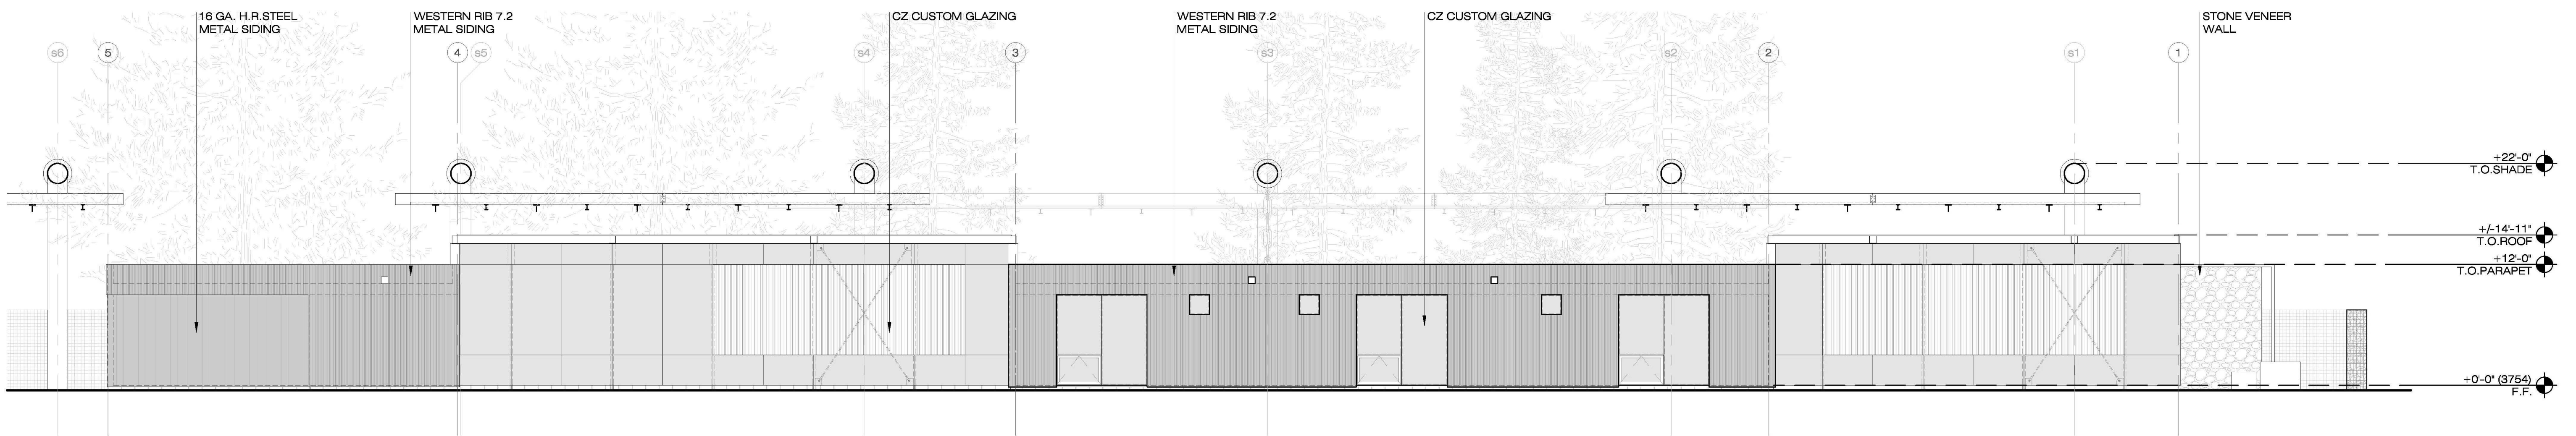 16 GA. H.R.STEEL
METAL SIDING
WESTERN RIB 7.2
METAL SIDING
CZ CUSTOM GLAZING
WESTERN RIB 7.2
METAL SIDING
CZ CUSTOM GLAZING
STONE VENEER
WALL
s6
5
4
s5
s4
3
s3
s2
2
s1
1
+22'-0"
T.O.SHADE
+/-14'-11"
T.O.ROOF
+12'-0"
T.O.PARAPET
+0'-0" (3754)
F.F.